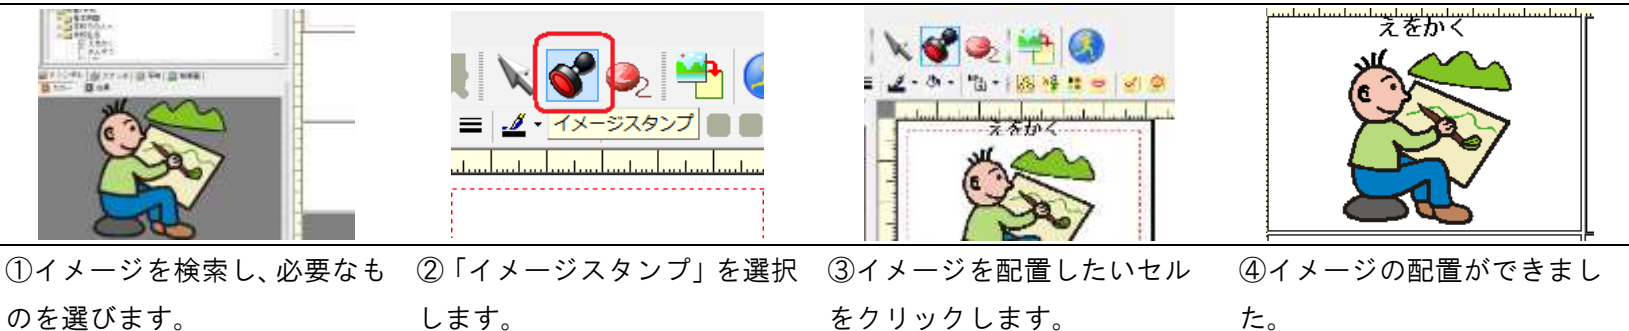 えをかく
イメージスタンプ
えをかく
①イメージを検索し、必要なも
のを選びます。
②「イメージスタンプ」を選択
します。
③イメージを配置したいセル
をクリックします。
④イメージの配置ができまし
た。